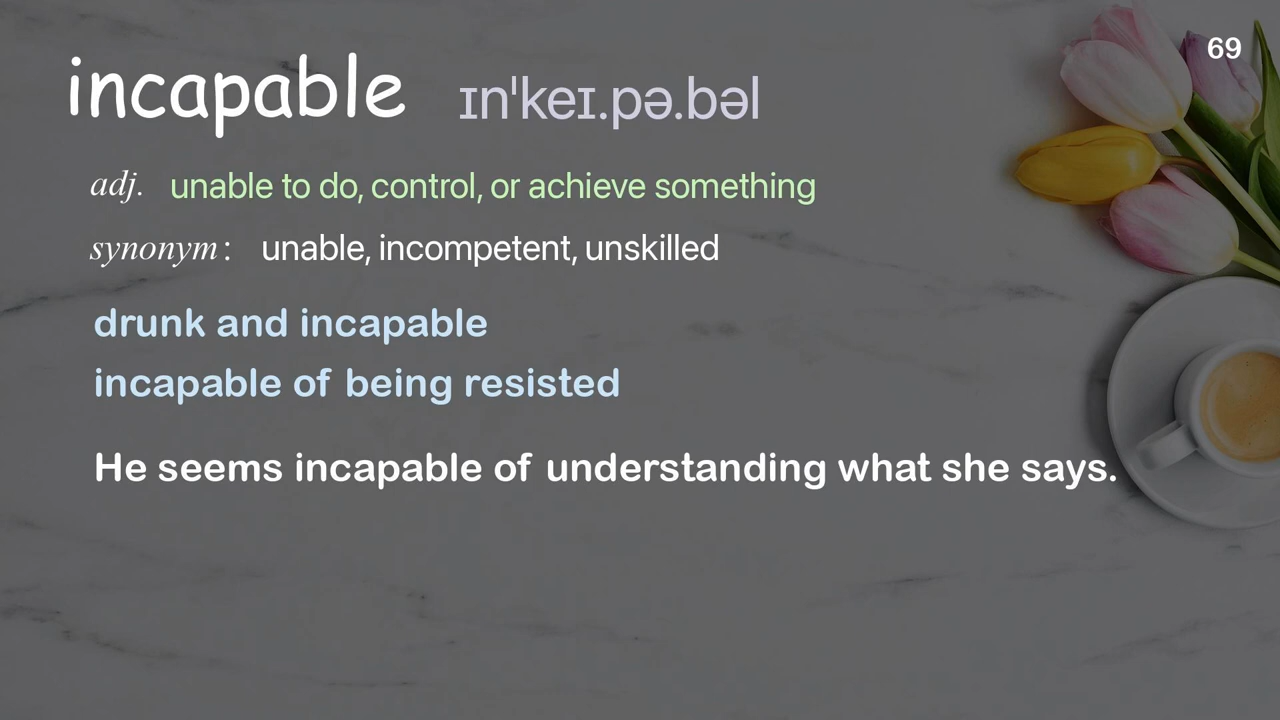 69
incapable ɪnˈkeɪ.pə.bəl
adj. unable to do, control, or achieve something
synonym: unable, incompetent, unskilled
drunk and incapable
incapable of being resisted
He seems incapable of understanding what she says.